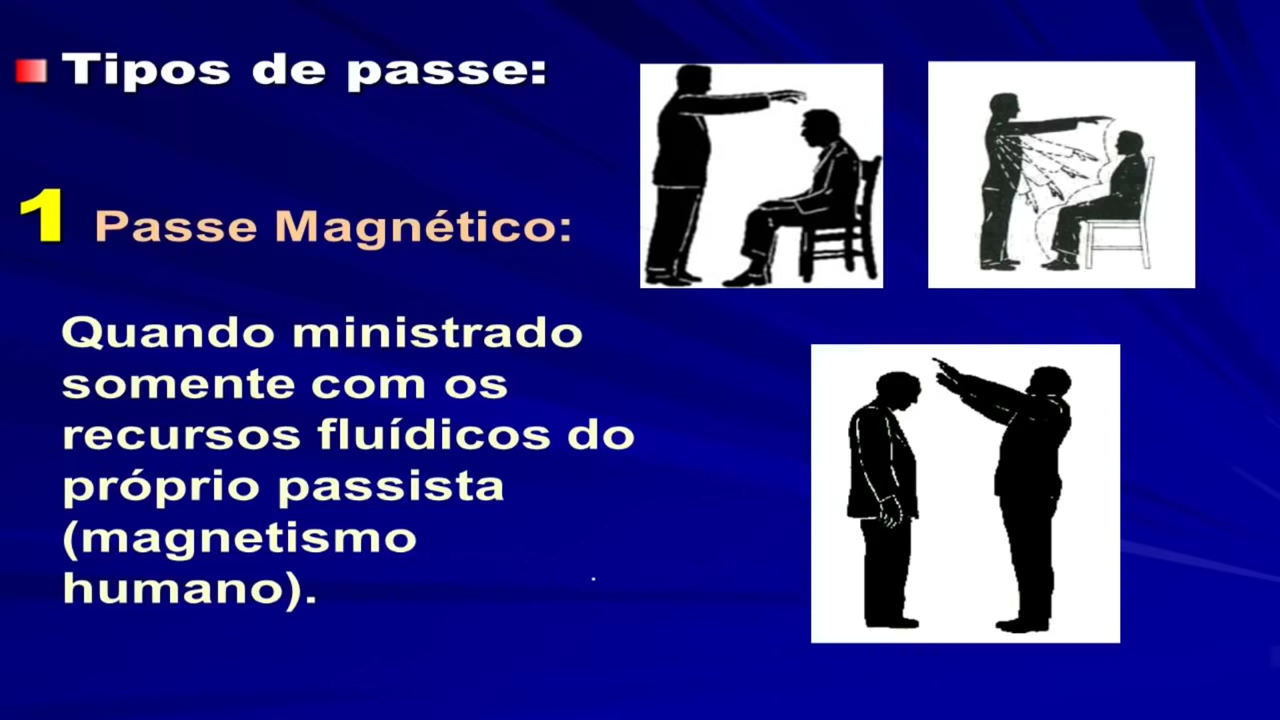 Tipos de passe:
1 Passe Magnético:
Quando ministrado
somente com os
recursos fluídicos do
próprio passista
(magnetismo
humano).